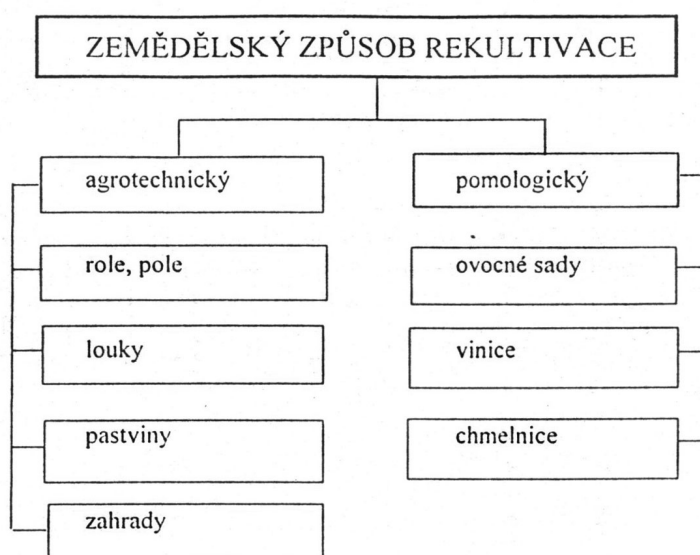 ZEMĚDĚLSKÝ ZPŮSOB REKULTIVACE
agrotechnický
role, pole
louky
pastviny
zahrady
pomologický
ovocné sady
vinice
chmelnice